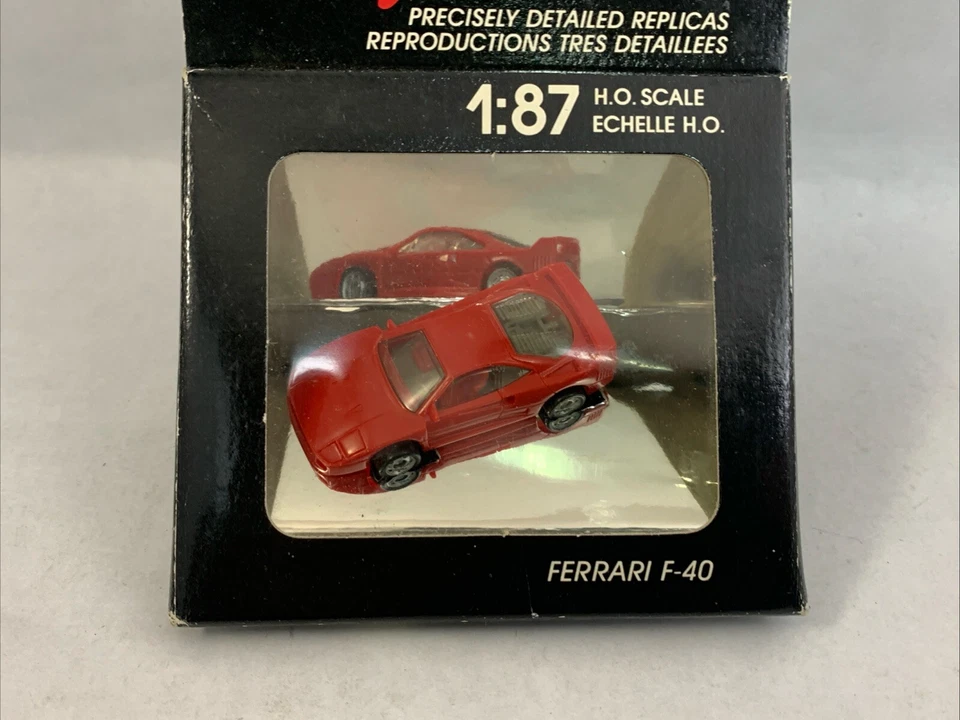 PRECISELY DETAILED REPLICAS
REPRODUCTIONS TRES DETAILLEES
1:87 H.O. SCALE
ECHELLE H.O.
FERRARI F-40